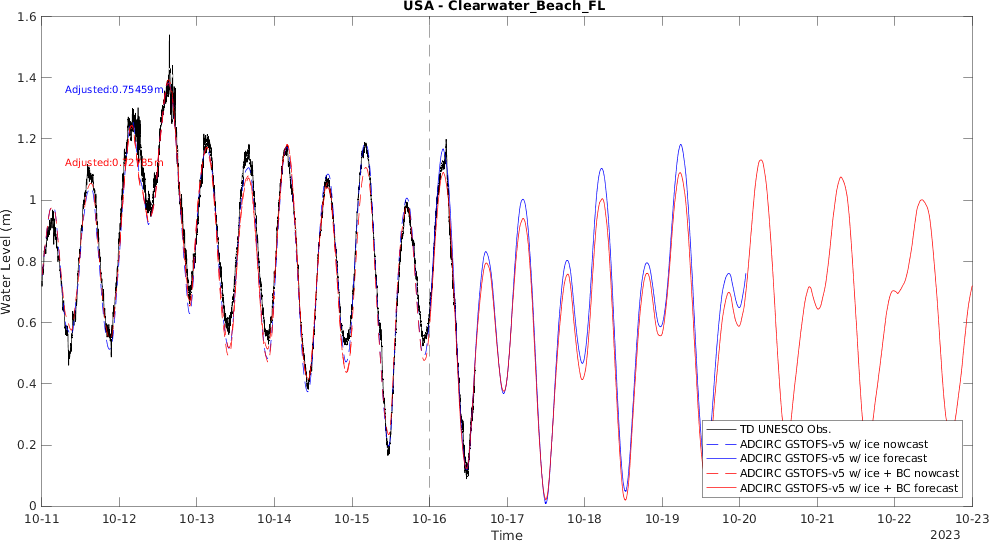 USA - Clearwater_Beach_FL
1.6
1.4
1.2
1
0.8
0.6
0.4
0.2
0
Water Level (m)
Adjusted:0.75459m
TD UNESCO Obs.
ADCIRC GSTOFS-v5 w/ ice nowcast
ADCIRC GSTOFS-v5 w/ ice forecast
ADCIRC GSTOFS-v5 w/ ice + BC nowcast
ADCIRC GSTOFS-v5 w/ ice + BC forecast
10-11 10-12 10-13 10-14 10-15 10-16 10-17 10-18 10-19 10-20 10-21 10-22 10-23
Time
2023